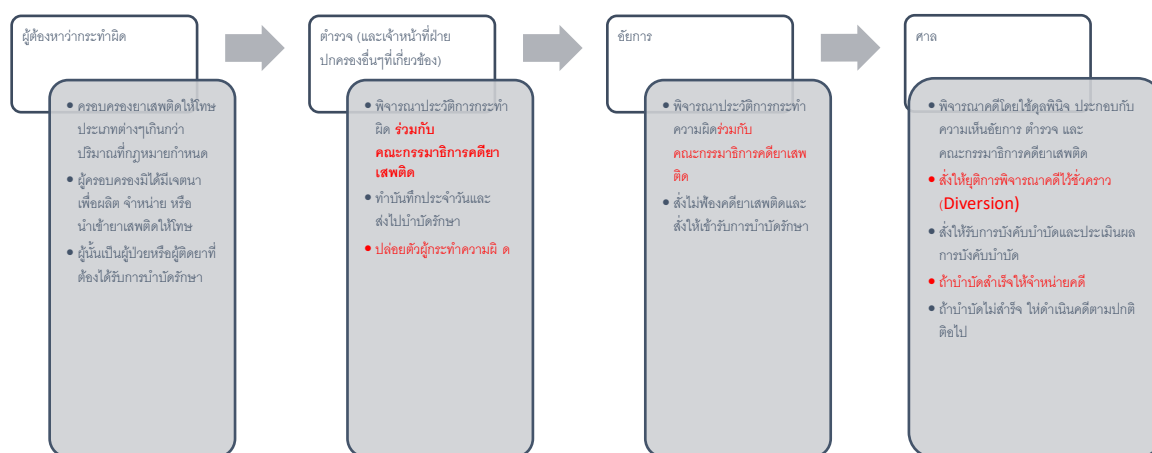 ผู้ต้องหาว่ากระทำผิด
● ครอบครองยาเสพติดให้โทษ
ประเภทต่างๆเกินกว่า
ปริมาณที่กฎหมายกำหนด
● ผู้ครอบครองมิได้มีเจตนา
เพื่อผลิต จำหน่าย หรือ
นำเข้ายาเสพติดให้โทษ
● ผู้นั้นเป็นผู้ป่วยหรือผู้ติดยาที่
ต้องได้รับการบำบัดรักษา
ตำรวจ (และเจ้าหน้าที่ฝ่าย
ปกครองอื่นๆที่เกี่ยวข้อง)
● พิจารณาประวัติการกระทำ
ผิด ร่วมกับ
คณะกรรมาธิการคดียา
เสพติด
● ทำบันทึกประจำวันและ
ส่งไปบำบัดรักษา
● ปล่อยตัวผู้กระทำความผิ ด
อัยการ
● พิจารณาประวัติการกระทำ
ความผิดร่วมกับ
คณะกรรมาธิการคดียาเสพ
ติด
● สั่งไม่ฟ้องคดียาเสพติดและ
สั่งให้เข้ารับการบำบัดรักษา
ศาล
● พิจารณาคดีโดยใช้ดุลพินิจ ประกอบกับ
ความเห็นอัยการ ตำรวจ และ
คณะกรรมาธิการคดียาเสพติด
● สั่งให้ยุติการพิจารณาคดีไว้ชั่วคราว
(Diversion)
● สั่งให้รับการบังคับบำบัดและประเมินผล
การบังคับบำบัด
● ถ้าบำบัดสำเร็จให้จำหน่ายคดี
● ถ้าบำบัดไม่สำเร็จ ให้ดำเนินคดีตามปกติ
ติอไป